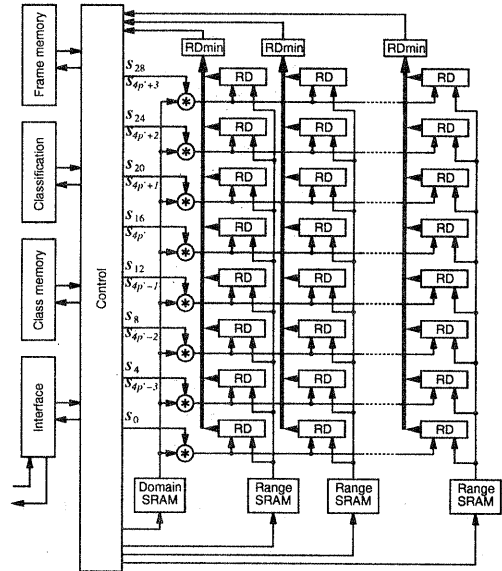 RDmin RDmin RDmin
Frame memory
Classification
Class memory
Interface
Control
S28
S4p'+3
S24
S4p'+2
S20
S4p'+1
S16
S4p'
S12
S4p'-1
S8
S4p'-2
S4
S4p'-3
S0
* RD RD RD
* RD RD RD
* RD RD RD
* RD RD RD
* RD RD RD
* RD RD RD
* RD RD RD
* RD RD RD
Domain SRAM
Range SRAM
Range SRAM
Range SRAM